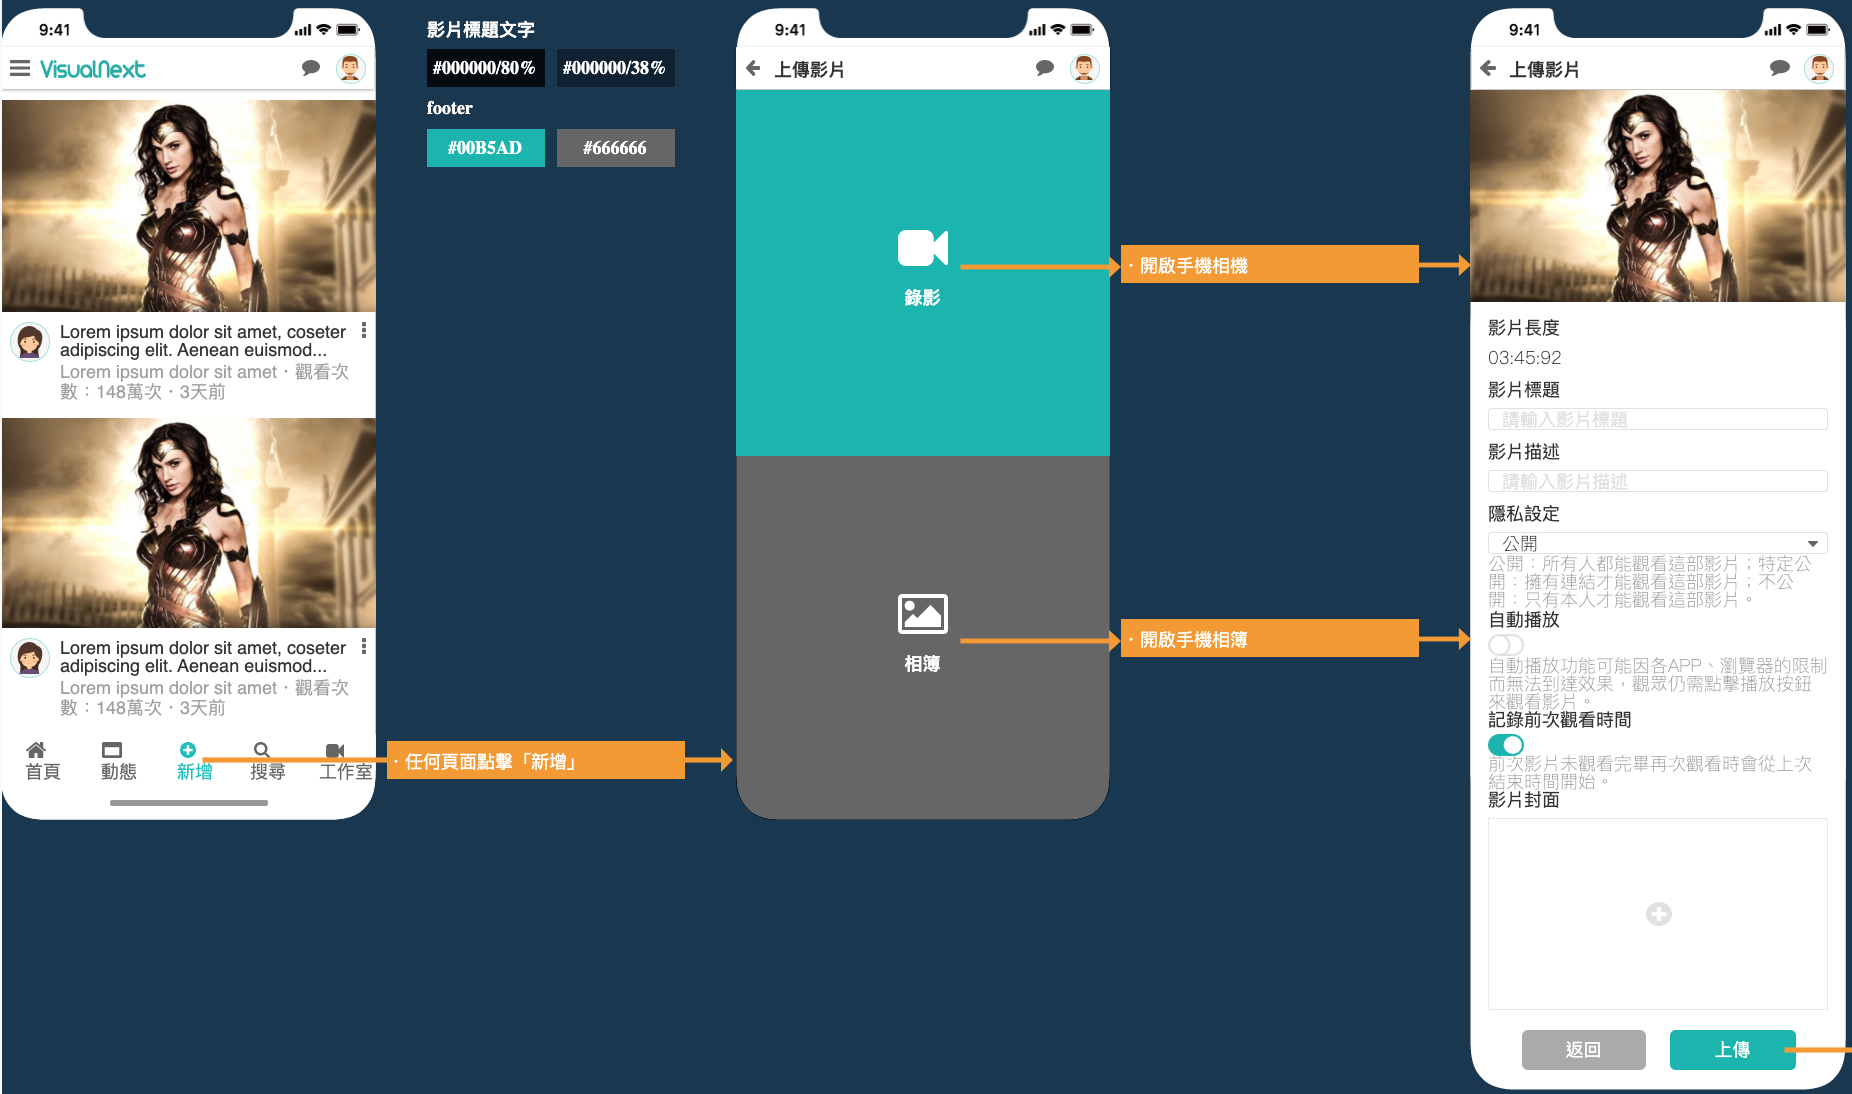 9:41
VisualNext
Lorem ipsum dolor sit amet, coseter
adipiscing elit. Aenean euismod...
Lorem ipsum dolor sit amet・觀看次
數：148萬次・3天前
Lorem ipsum dolor sit amet, coseter
adipiscing elit. Aenean euismod...
Lorem ipsum dolor sit amet・觀看次
數：148萬次・3天前
首頁
動態
新增
搜尋
工作室
影片標題文字
#000000/80%
#000000/38%
footer
#00B5AD
#666666
・任何頁面點擊「新增」
9:41
上傳影片
錄影
相簿
・開啟手機相機
・開啟手機相簿
9:41
上傳影片
影片長度
03:45:92
影片標題
請輸入影片標題
影片描述
請輸入影片描述
隱私設定
公開
公開：所有人都能觀看這部影片；特定公
開：擁有連結才能觀看這部影片；不公
開：只有本人才能觀看這部影片。
自動播放
自動播放功能可能因各APP、瀏覽器的限制
而無法到達效果，觀眾仍需點擊播放按鈕
來觀看影片。
記錄前次觀看時間
前次影片未觀看完畢再次觀看時會從上次
結束時間開始。
影片封面
返回
上傳